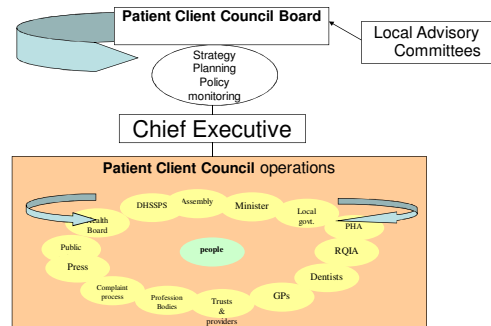 Patient Client Council Board
Local Advisory
Committees
Strategy
Planning
Policy
monitoring
Chief Executive
Patient Client Council operations
DHSSPS
Assembly
Minister
Local
govt.
PHA
RQIA
Dentists
GPs
Trusts &
providers
Profession
Bodies
Complaint
process
Press
Public
ealth
Board
people